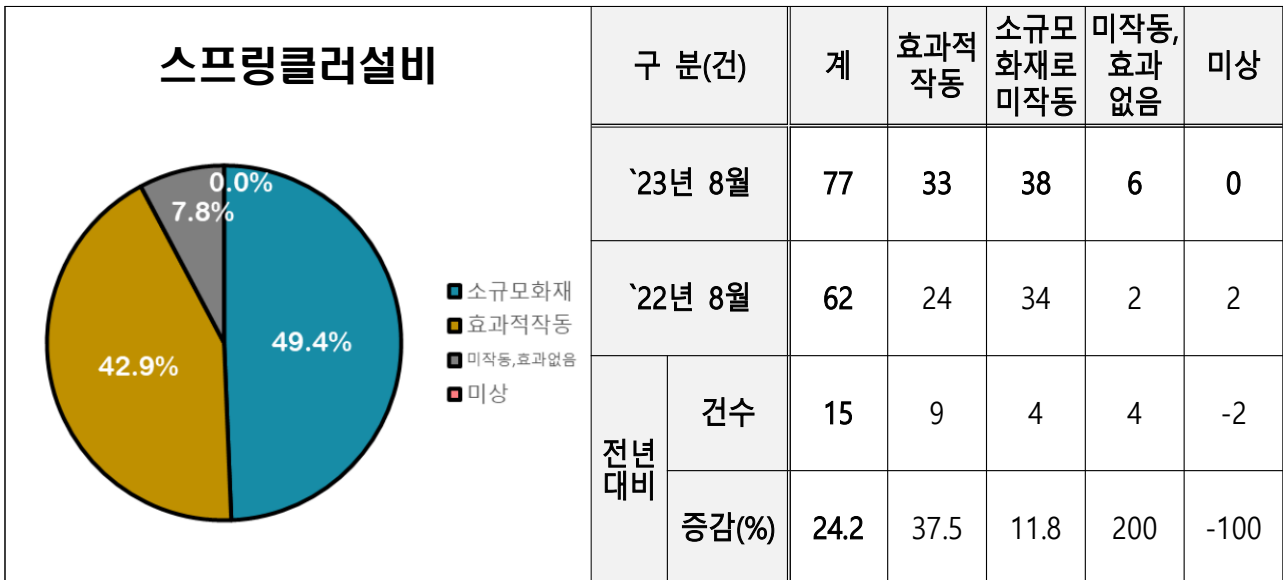 스프링클러설비
0.0%
7.8%
49.4%
42.9%
소규모화재
효과적작동
미작동,효과없음
미상
구 분(건) 계 효과적 작동 소규모 화재로 미작동 미작동, 효과 없음 미상
`23년 8월 77 33 38 6 0
`22년 8월 62 24 34 2 2
전년 대비 건수 15 9 4 4 -2
증감(%) 24.2 37.5 11.8 200 -100